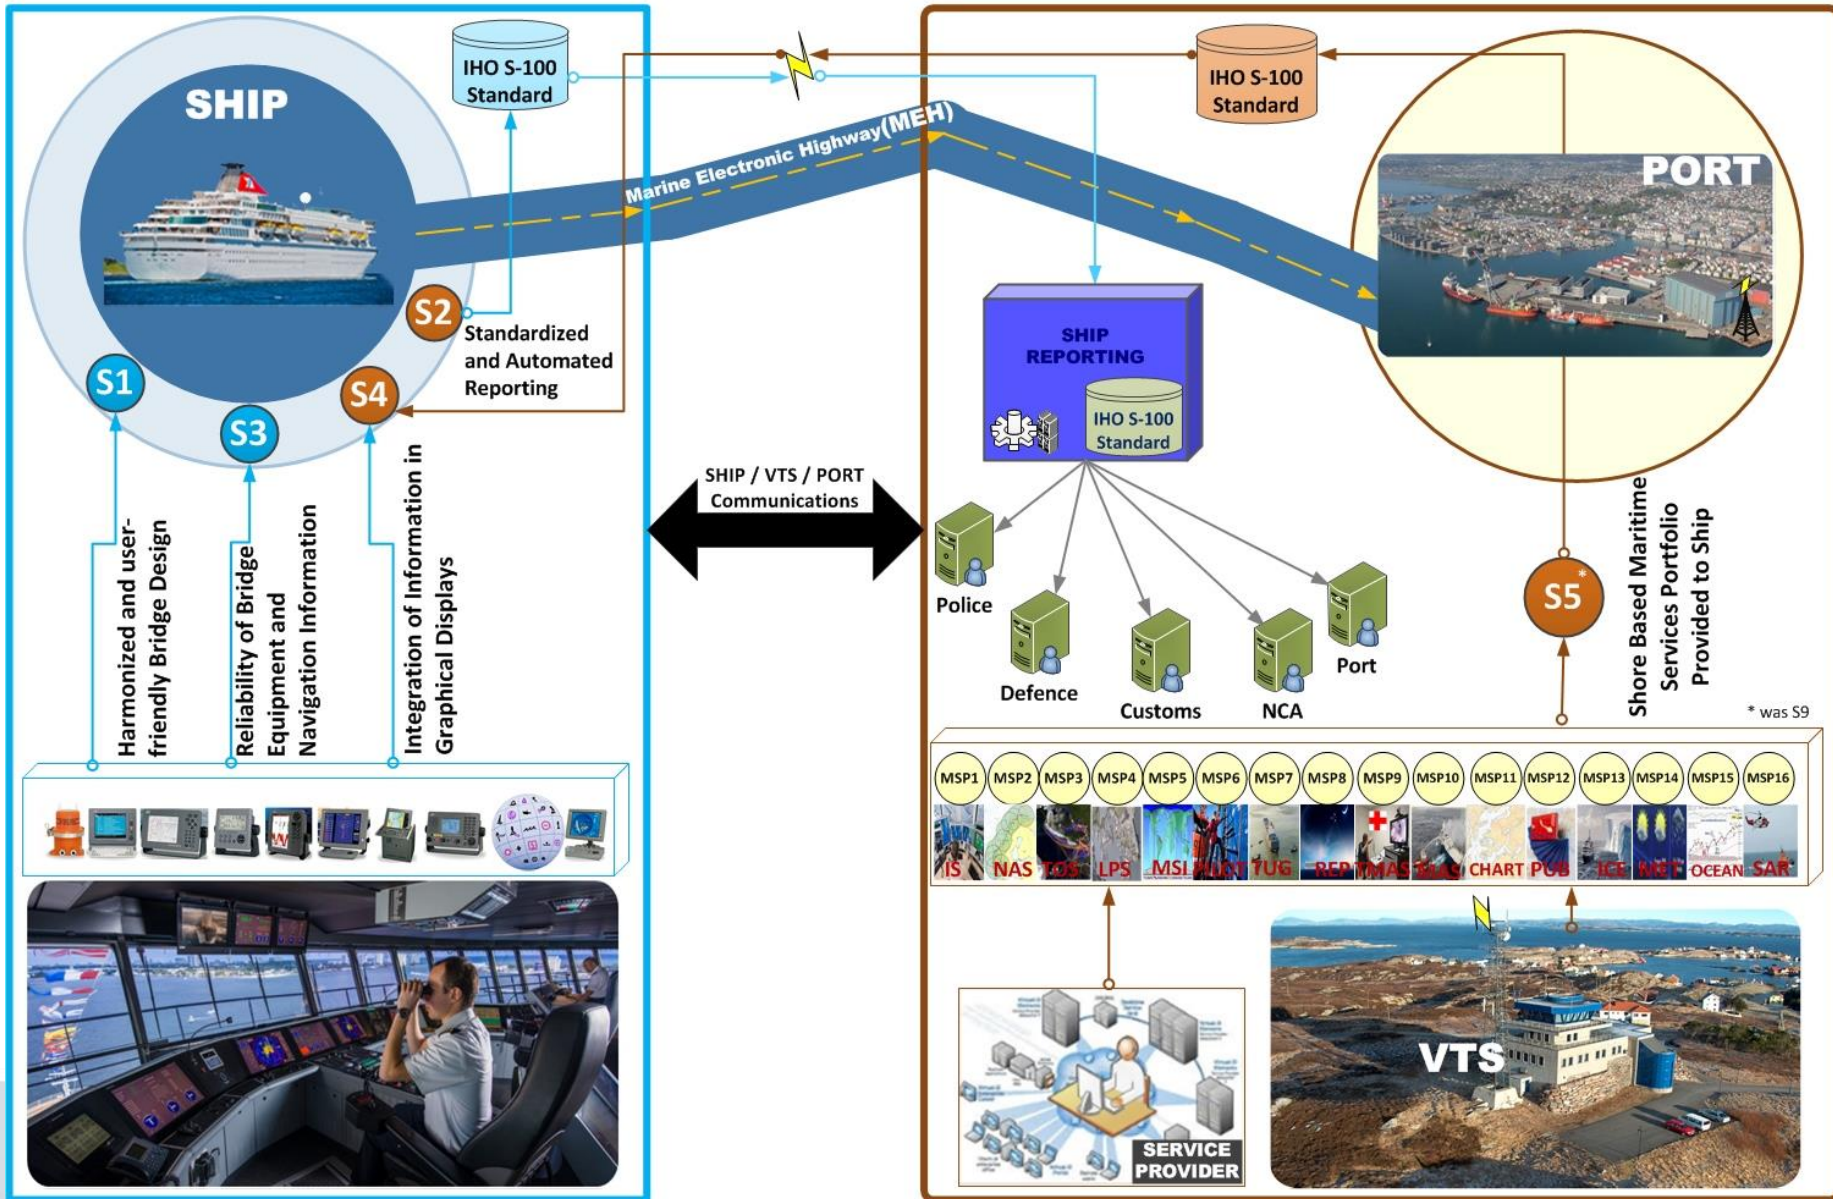 SHIP
IHO S-100
Standard
IHO S-100
Standard
Marine Electronic Highway(MEH)
PORT
S2
Standardized
and Automated
Reporting
S1
S3
S4
SHIP
REPORTING
IHO S-100
Standard
SHIP / VTS / PORT
Communications
Harmonized and user-
friendly Bridge Design
Reliability of Bridge
Equipment and
Navigation Information
Integration of Information in
Graphical Displays
Police
Defence
Customs
NCA
Port
S5*
Shore Based Maritime
Services Portfolio
Provided to Ship
* was S9
MSP1 MSP2 MSP3 MSP4 MSP5 MSP6 MSP7 MSP8 MSP9 MSP10 MSP11 MSP12 MSP13 MSP14 MSP15 MSP16
IS NAS TOS LPS MSI PILOT TUG REP TMAS MAS CHART PUB ICE MET OCEAN SAR
SERVICE
PROVIDER
VTS